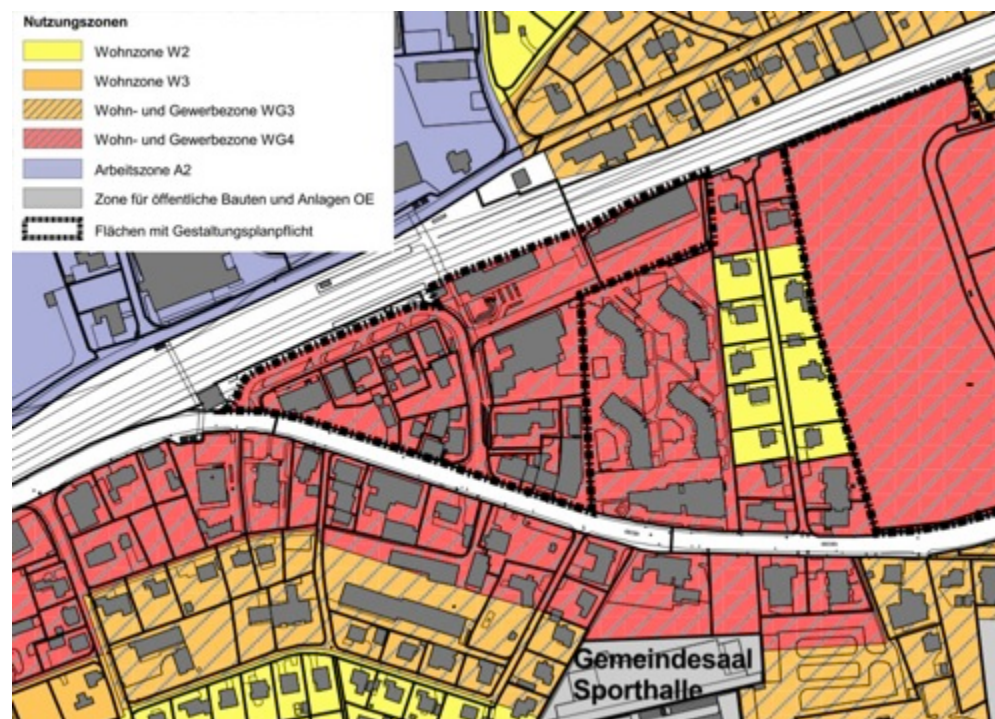 Nutzungszonen
Wohnzone W2
Wohnzone W3
Wohn- und Gewerbezone WG3
Wohn- und Gewerbezone WG4
Arbeitszone A2
Zone für öffentliche Bauten und Anlagen OE
Flächen mit Gestaltungsplanpflicht
Gemeindesaal
Sporthalle